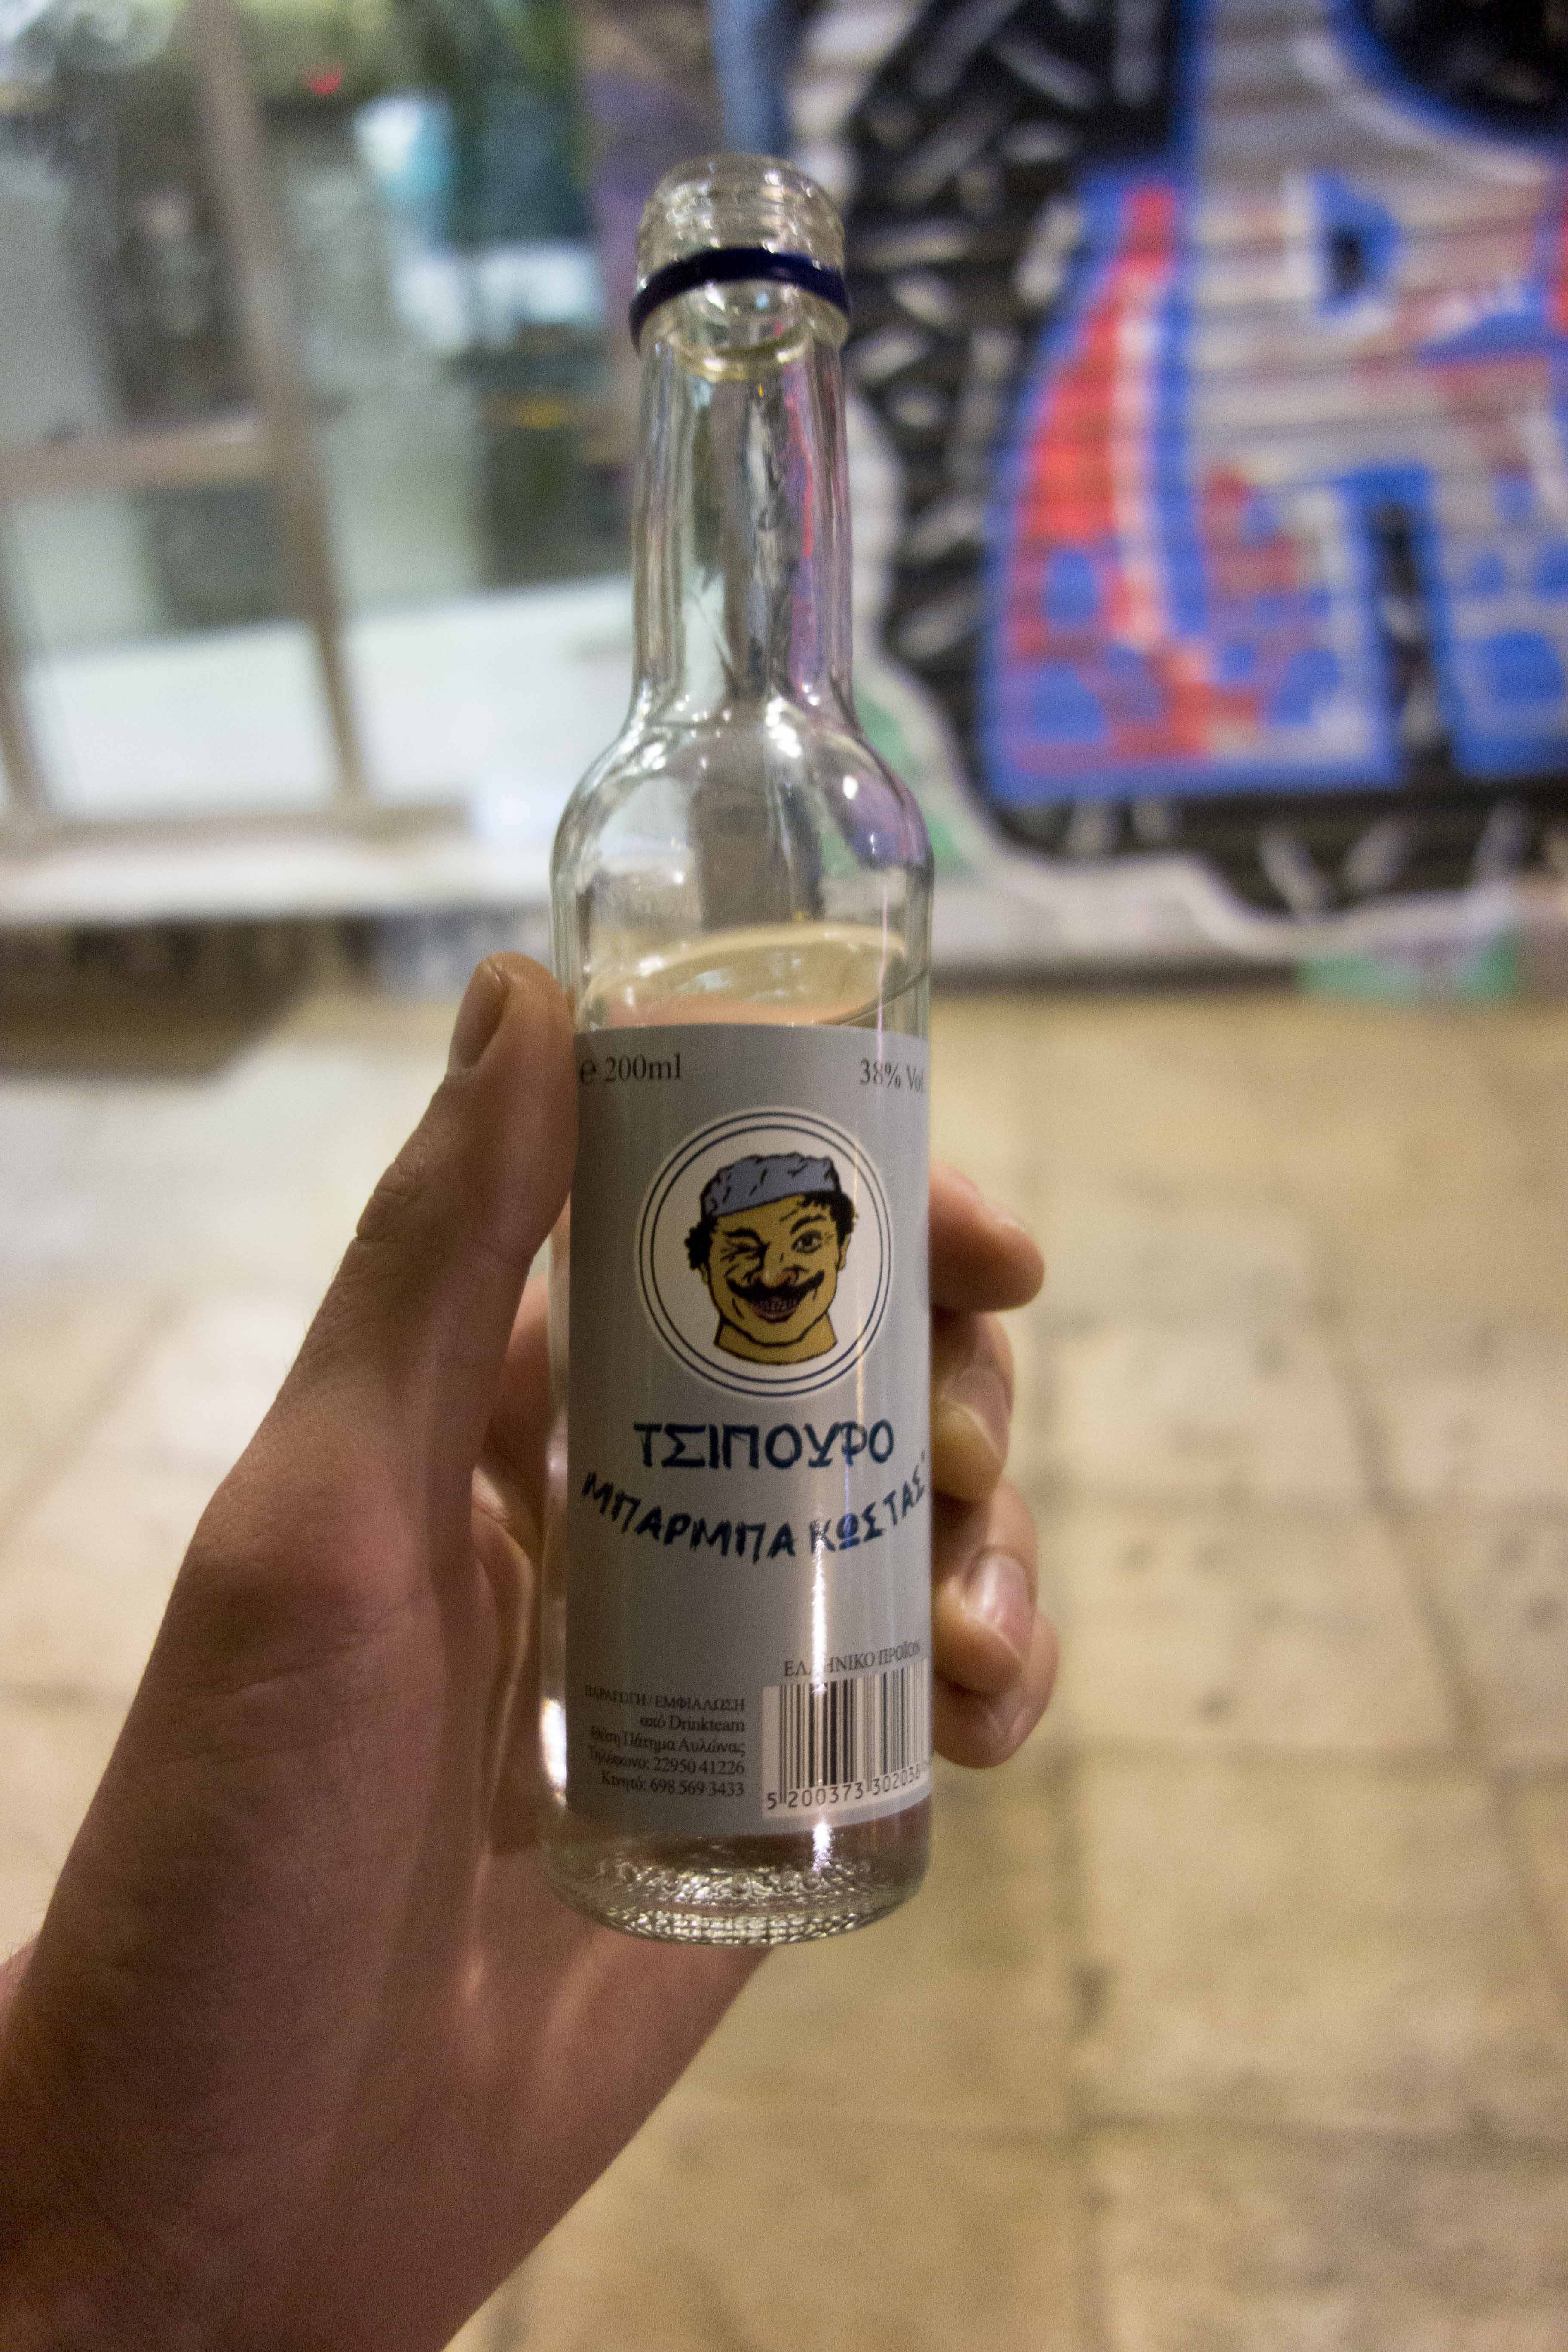 e 200ml 38% Vol.
ΤΣΙΠΟΥΡΟ
ΜΠΑΡΜΠΑ ΚΩΣΤΑΣ
ΕΛΛΗΝΙΚΟ ΠΡΟΪΟΝ
ΠΑΡΑΓΩΓΗ / ΕΜΦΙΑΛΩΣΗ
από Drinkteam
Θέση Πάτημα Αυλώνας
Τηλέφωνο: 22950 41226
Κινητό: 698 569 3433
5 200373 302038